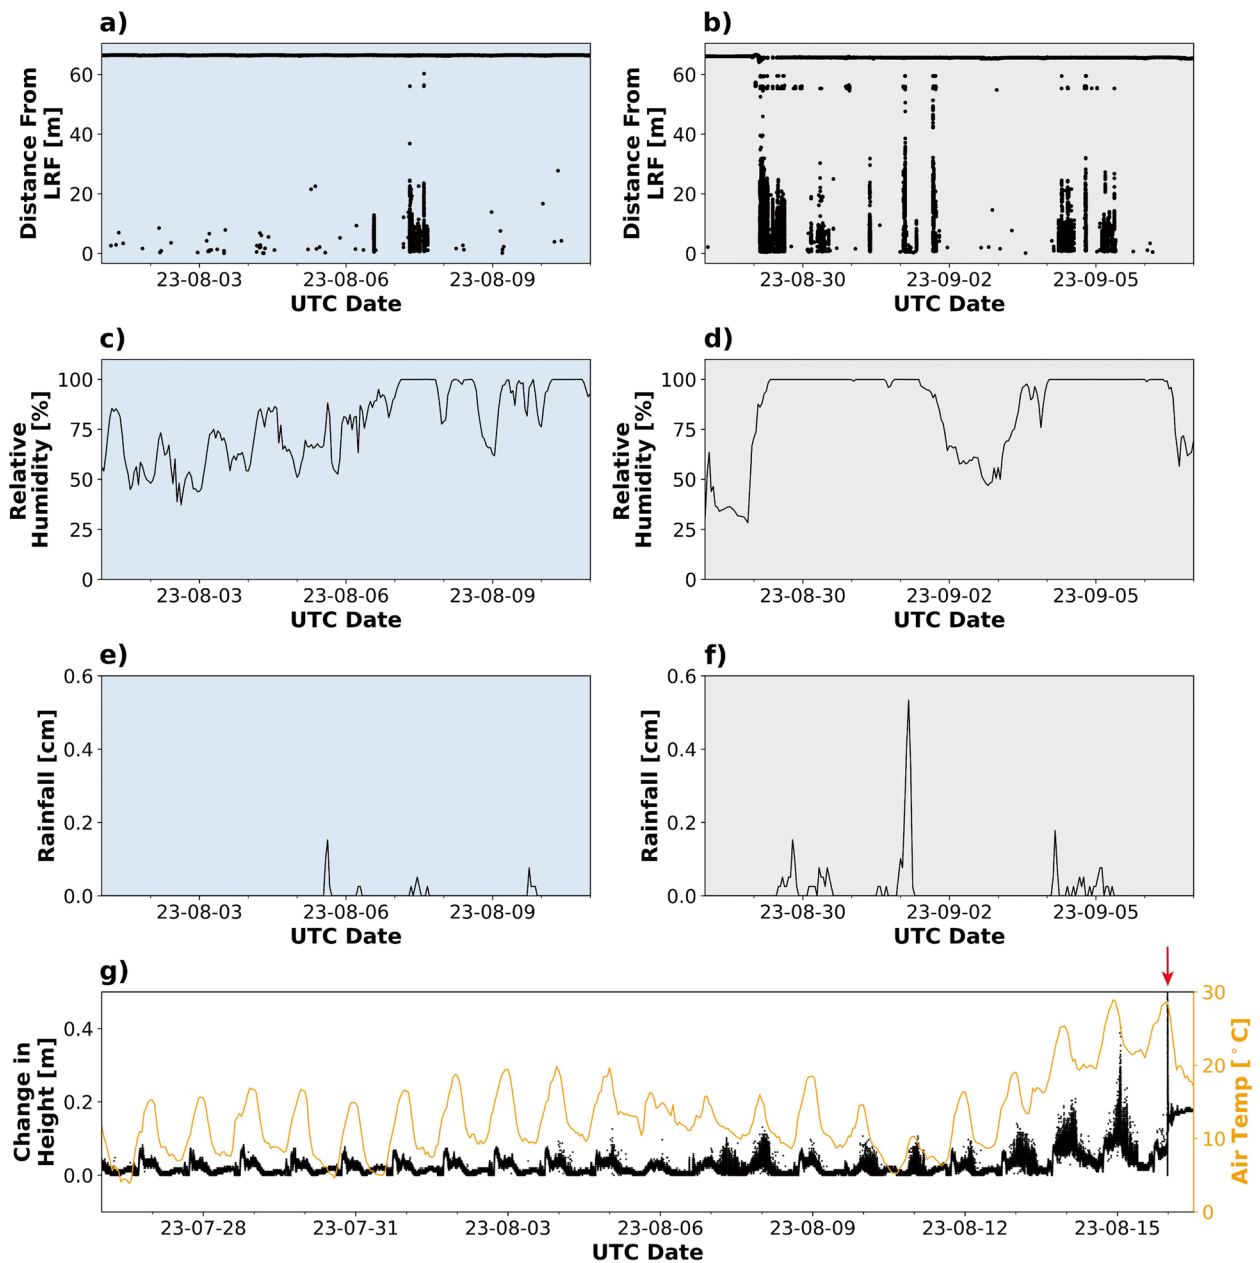 a)
Distance From
LRF [m]
60
40
20
0
23-08-03
23-08-06
23-08-09
UTC Date
b)
Distance From
LRF [m]
60
40
20
0
23-08-30
23-09-02
23-09-05
UTC Date
c)
Relative
Humidity [%]
100
75
50
25
0
23-08-03
23-08-06
23-08-09
UTC Date
d)
Relative
Humidity [%]
100
75
50
25
0
23-08-30
23-09-02
23-09-05
UTC Date
e)
Rainfall [cm]
0.6
0.4
0.2
0.0
23-08-03
23-08-06
23-08-09
UTC Date
f)
Rainfall [cm]
0.6
0.4
0.2
0.0
23-08-30
23-09-02
23-09-05
UTC Date
g)
Change in
Height [m]
0.4
0.2
0.0
23-07-28
23-07-31
23-08-03
23-08-06
23-08-09
23-08-12
23-08-15
UTC Date
30
20
10
0
Air Temp [°C]